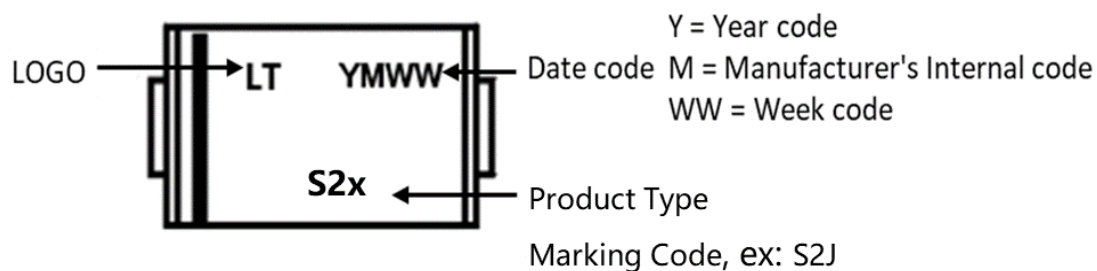 Y = Year code
LOGO LT YMWW Date code M = Manufacturer's Internal code
WW = Week code
S2x
Product Type
Marking Code, ex: S2J